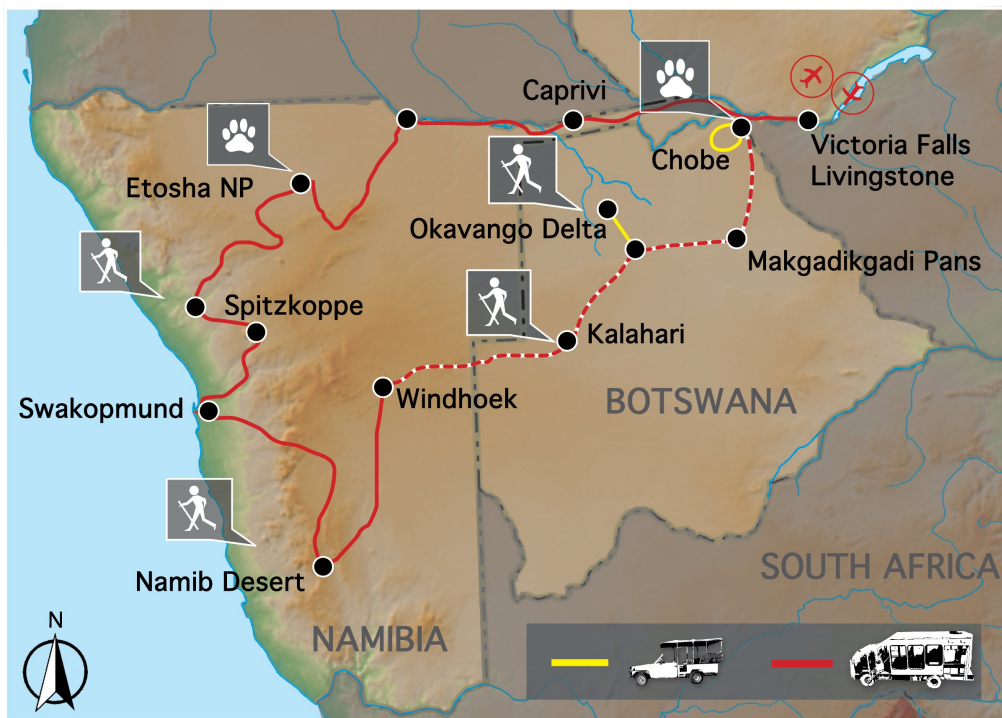 Caprivi
Victoria Falls
Livingstone
Chobe
Etosha NP
Okavango Delta
Makgadikgadi Pans
Spitzkoppe
Kalahari
Swakopmund
Windhoek
BOTSWANA
Namib Desert
SOUTH AFRICA
NAMIBIA
N